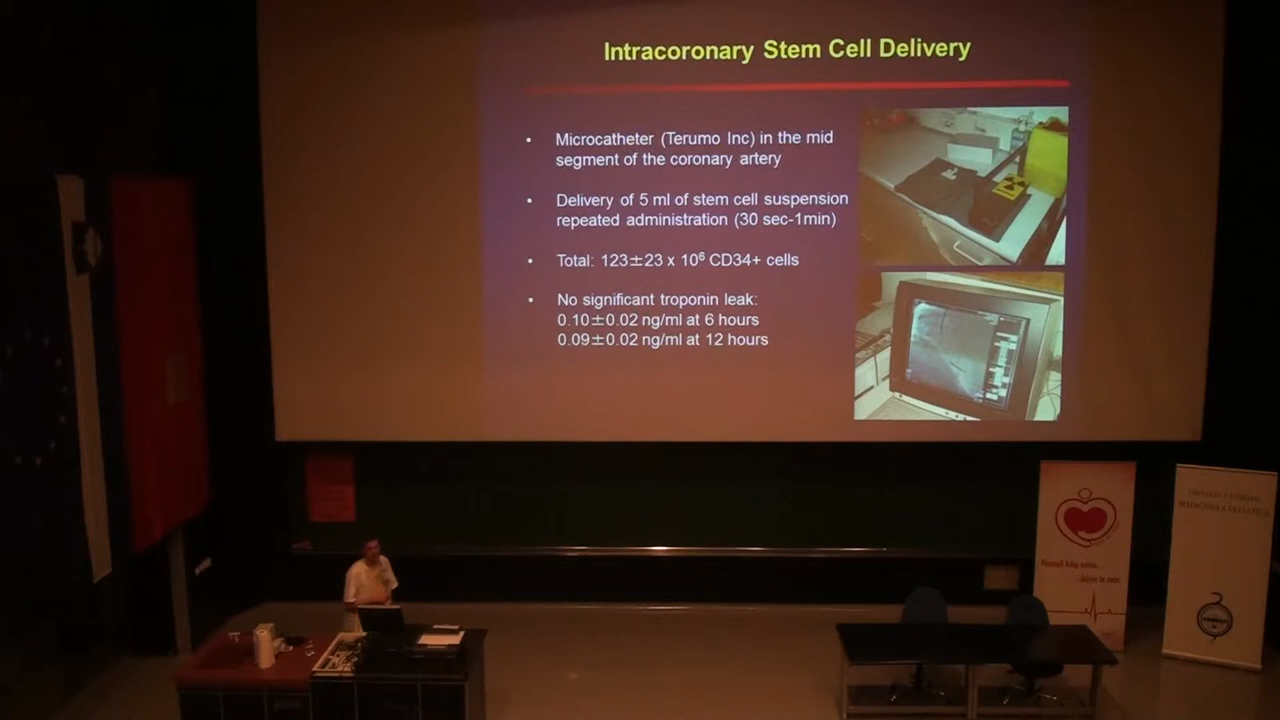 Intracoronary Stem Cell Delivery
• Microcatheter (Terumo Inc) in the mid
segment of the coronary artery
• Delivery of 5 ml of stem cell suspension
repeated administration (30 sec-1min)
• Total: 123±23 x 10⁶ CD34+ cells
• No significant troponin leak:
0.10±0.02 ng/ml at 6 hours
0.09±0.02 ng/ml at 12 hours
MEDICINSKA FAKULTETA